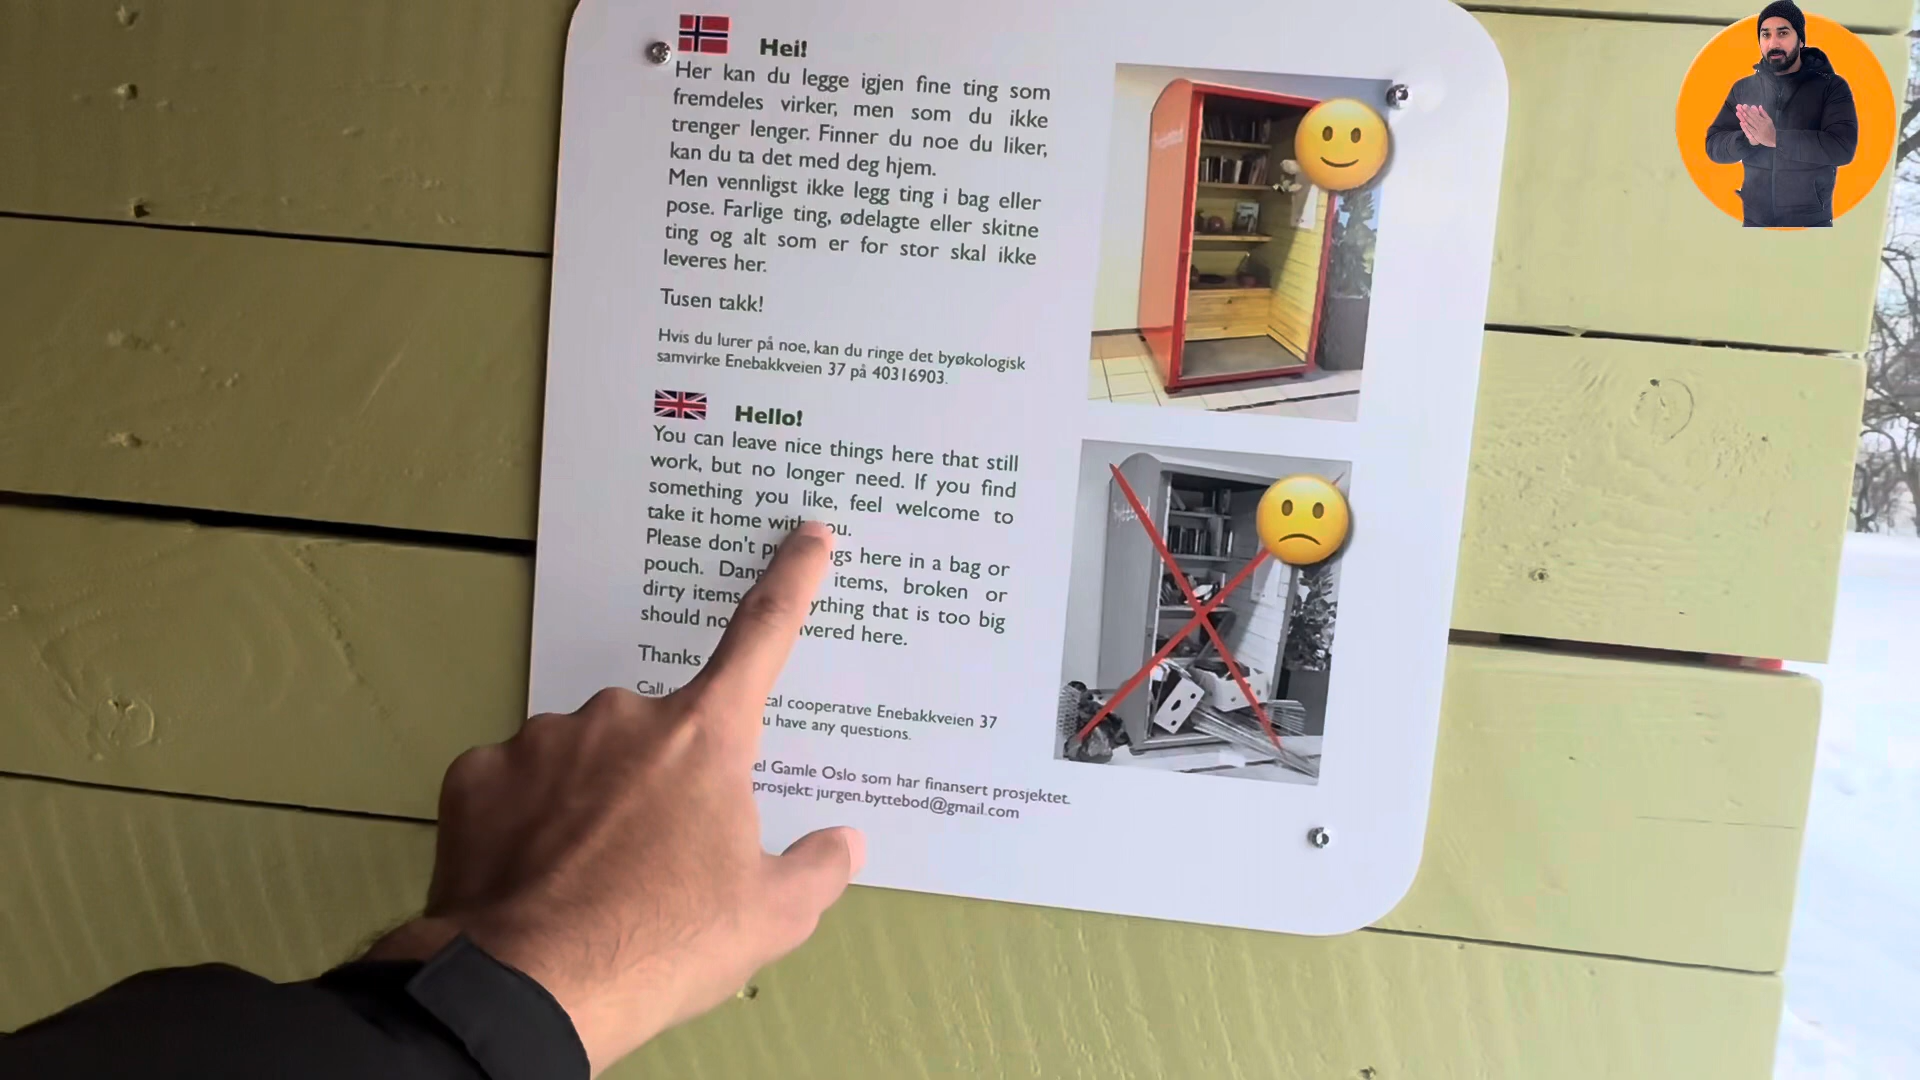 Hei!
Her kan du legge igjen fine ting som
fremdeles virker, men som du ikke
trenger lenger. Finner du noe du liker,
kan du ta det med deg hjem.
Men vennligst ikke legg ting i bag eller
pose. Farlige ting, ødelagte eller skitne
ting og alt som er for stor skal ikke
leveres her.
Tusen takk!
Hvis du lurer på noe, kan du ringe det byøkologisk
samvirke Enebakkveien 37 på 40316903.
Hello!
You can leave nice things here that still
work, but no longer need. If you find
something you like, feel welcome to
take it home with you.
Please don't here in a bag or
pouch. items, broken or
dirty items that is too big
should here.
Thanks
Call cooperative Enebakkveien 37
have any questions.
Gamle Oslo som har finansert prosjektet.
prosjekt: jurgen.byttebod@gmail.com